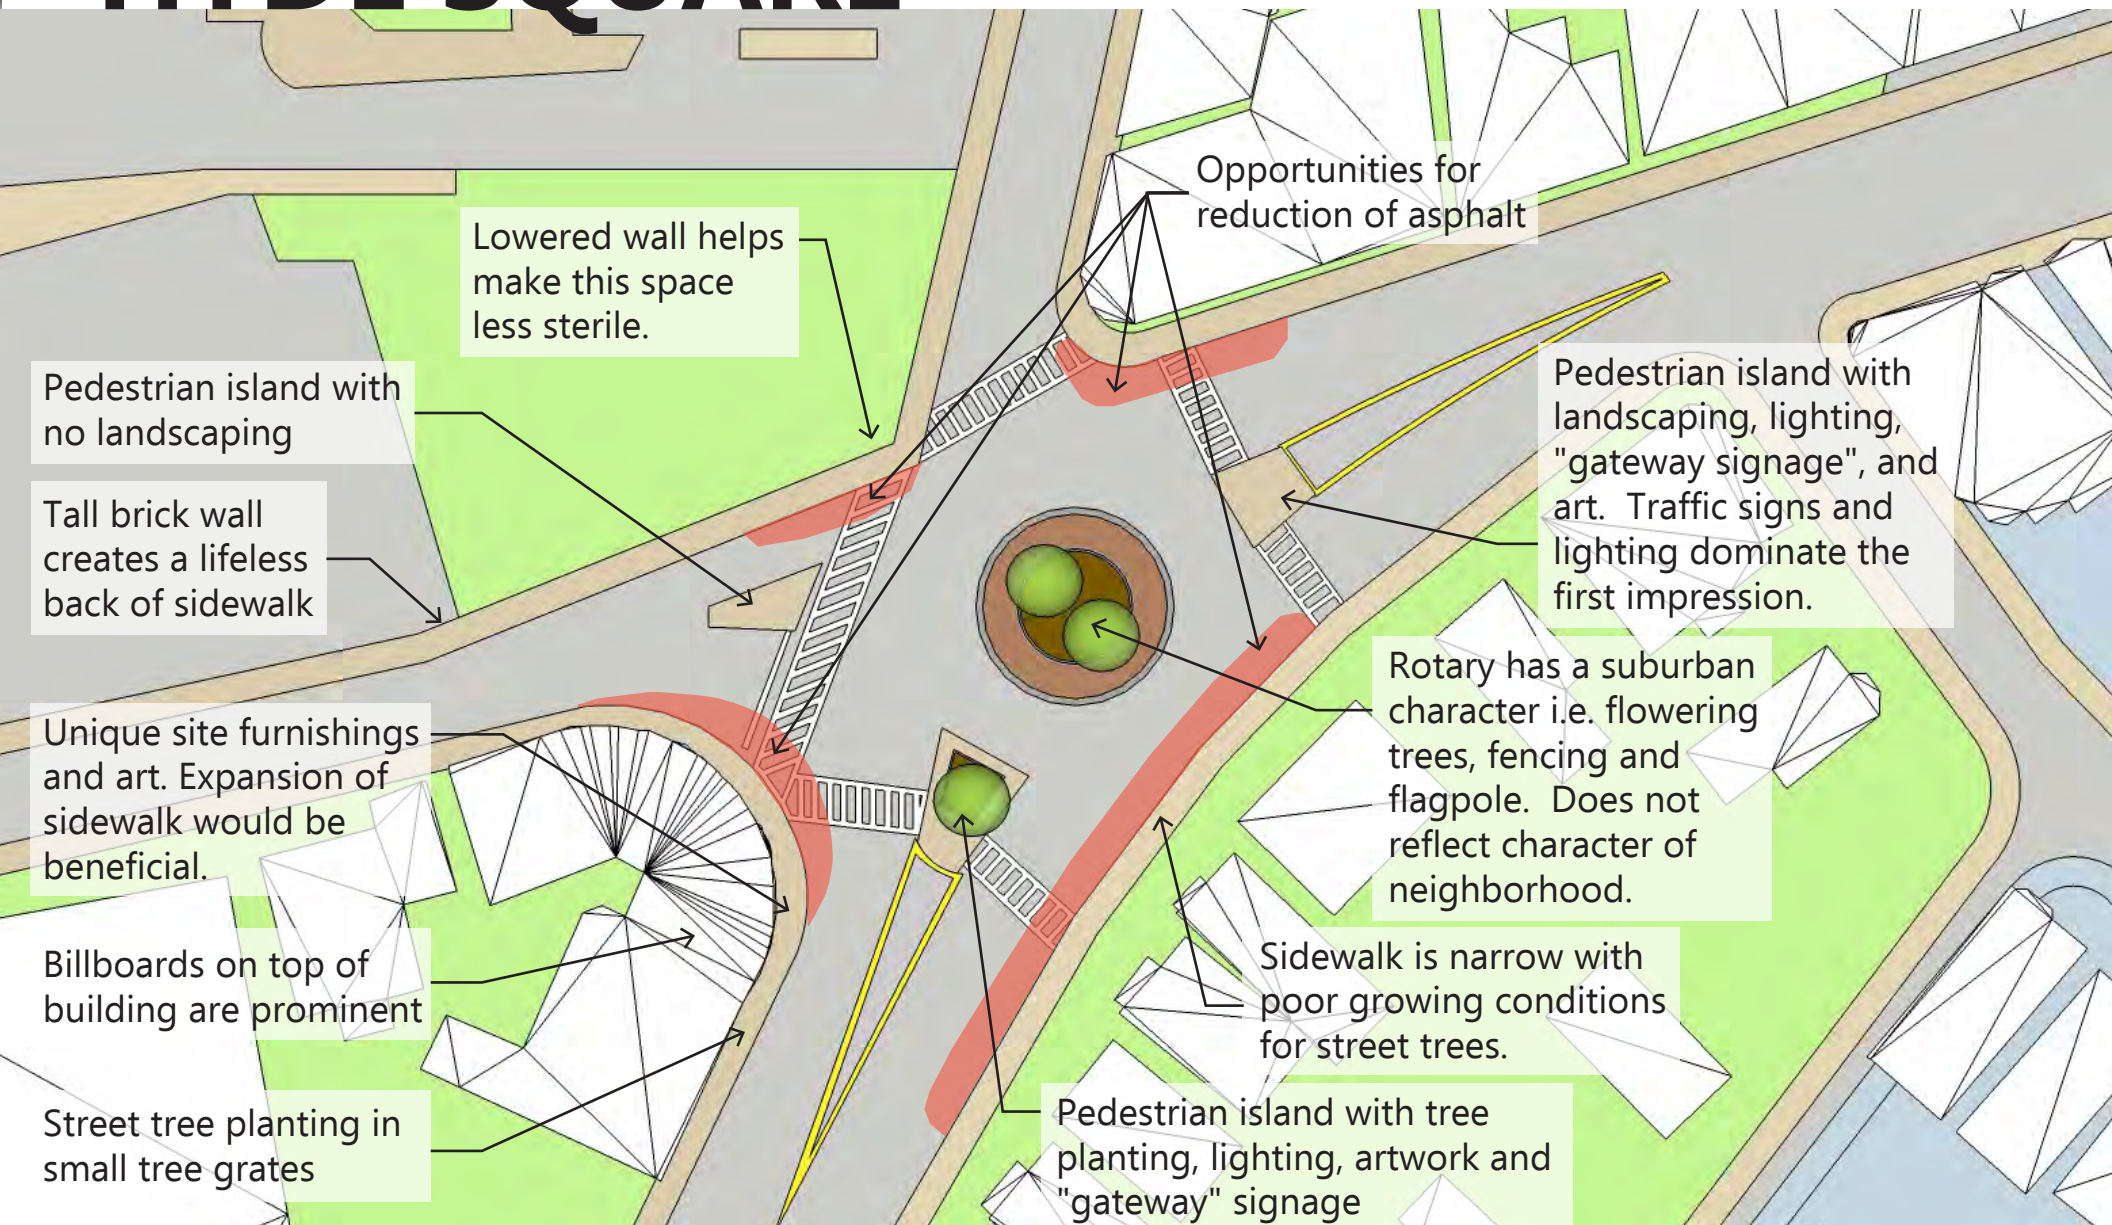 HYDE SQUARE
Opportunities for
reduction of asphalt
Lowered wall helps
make this space
less sterile.
Pedestrian island with
no landscaping
Pedestrian island with
landscaping, lighting,
"gateway signage", and
art. Traffic signs and
lighting dominate the
first impression.
Tall brick wall
creates a lifeless
back of sidewalk
Rotary has a suburban
character i.e. flowering
trees, fencing and
flagpole. Does not
reflect character of
neighborhood.
Unique site furnishings
and art. Expansion of
sidewalk would be
beneficial.
Billboards on top of
building are prominent
Sidewalk is narrow with
poor growing conditions
for street trees.
Street tree planting in
small tree grates
Pedestrian island with tree
planting, lighting, artwork and
"gateway" signage